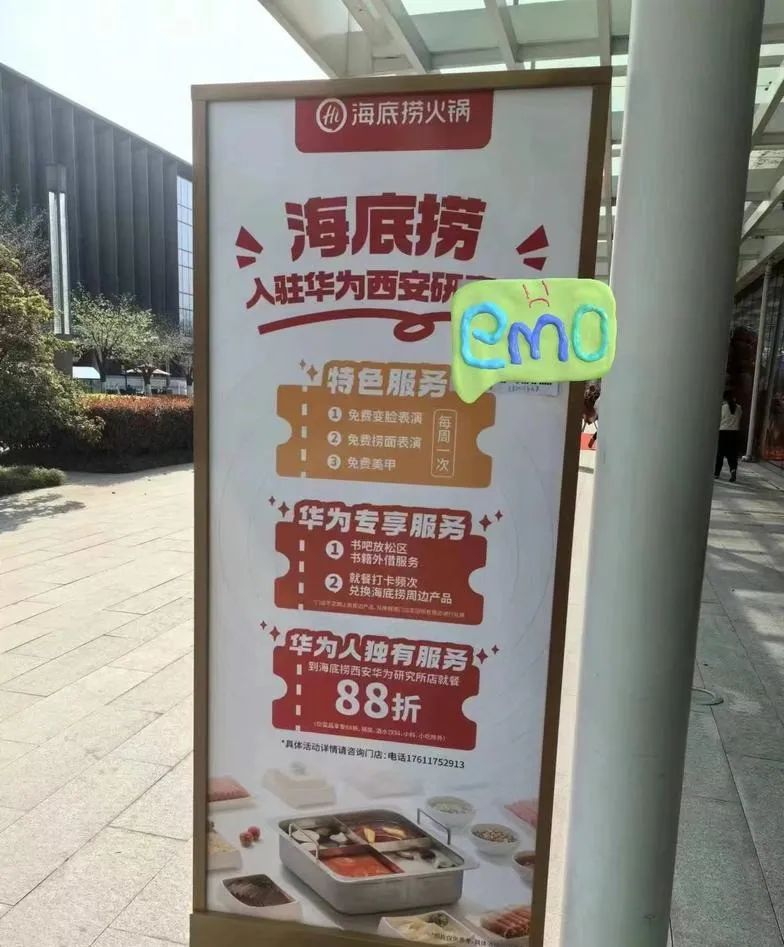 Hi 海底捞火锅
海底捞
入驻华为西安研
emo
特色服务
1 免费变脸表演
2 免费捞面表演
3 免费美甲
每周一次
华为专享服务
1 书吧放松区
书籍外借服务
2 就餐打卡频次
兑换海底捞周边产品
华为人独有服务
到海底捞西安华为研究所店就餐
88折
*具体活动详情请咨询门店：电话17611752913